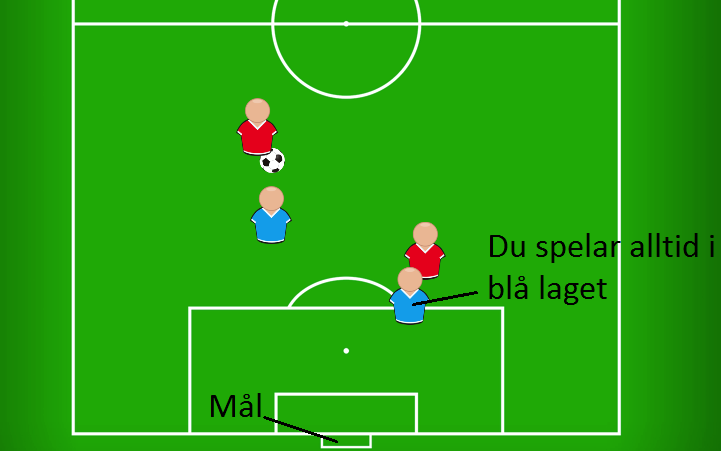 Du spelar alltid i
blå laget
Mål